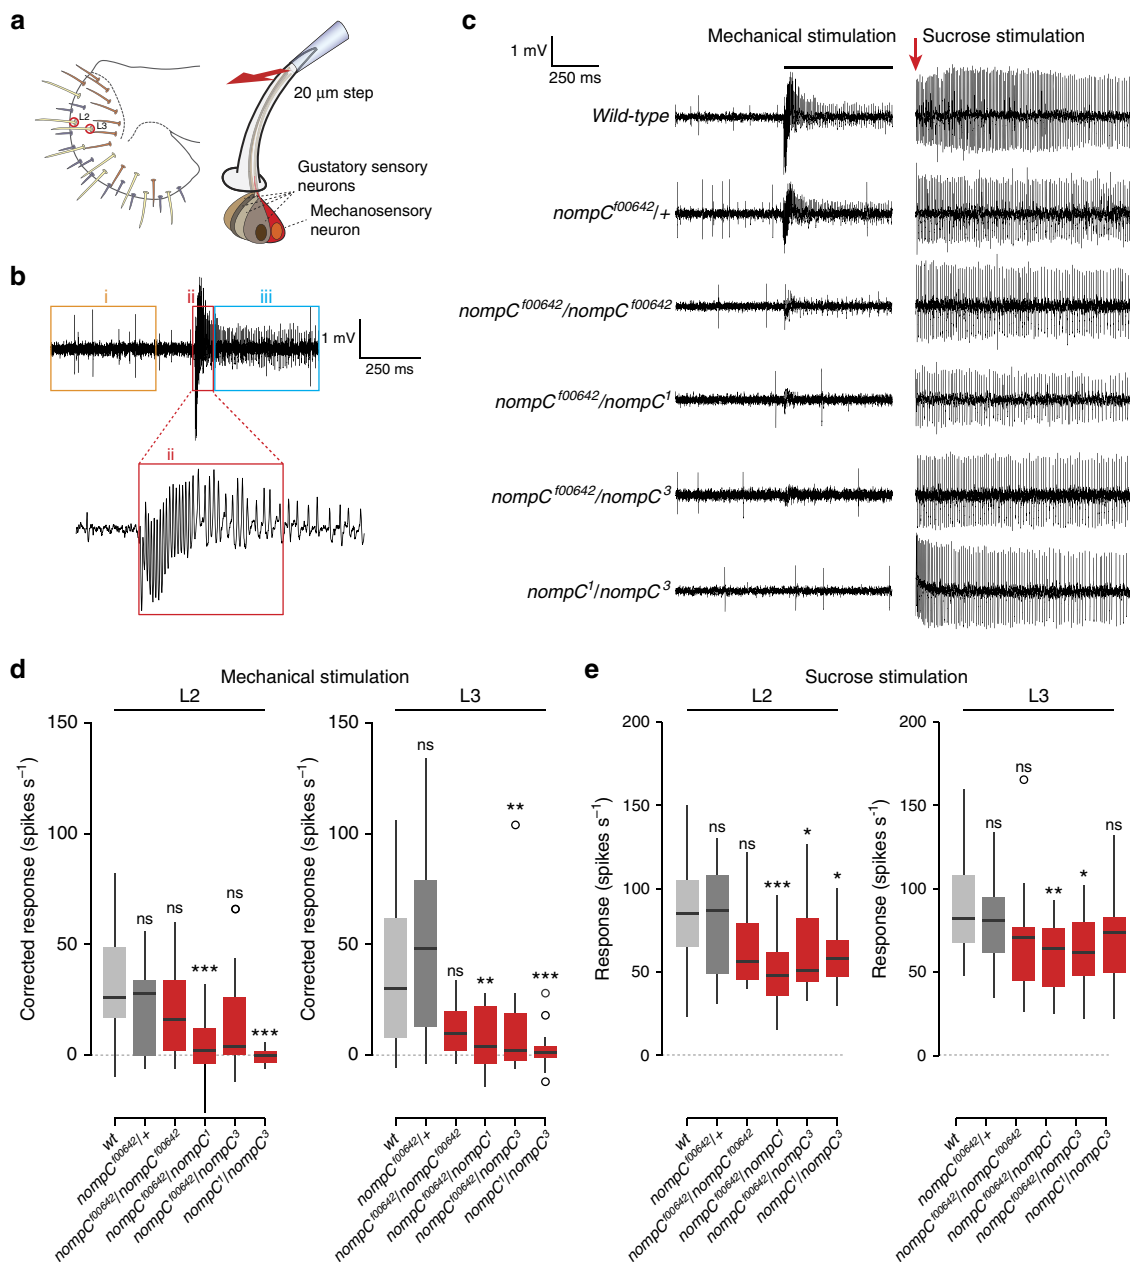 a
L2
L3
20 μm step
Gustatory sensory
neurons
Mechanosensory
neuron
b
i
ii
iii
1 mV
250 ms
ii
c
1 mV
250 ms
Mechanical stimulation
Sucrose stimulation
Wild-type
nompC^f00642/+
nompC^f00642/nompC^f00642
nompC^f00642/nompC^1
nompC^f00642/nompC^3
nompC^1/nompC^3
d
Mechanical stimulation
L2
Corrected response (spikes s⁻¹)
150
100
50
0
ns
ns
***
ns
***
wt
nompC^f00642/+
nompC^f00642/nompC^f00642
nompC^f00642/nompC^1
nompC^f00642/nompC^3
nompC^1/nompC^3
L3
Corrected response (spikes s⁻¹)
150
100
50
0
ns
ns
**
**
***
wt
nompC^f00642/+
nompC^f00642/nompC^f00642
nompC^f00642/nompC^1
nompC^f00642/nompC^3
nompC^1/nompC^3
e
Sucrose stimulation
L2
Response (spikes s⁻¹)
200
150
100
50
0
ns
ns
***
*
*
wt
nompC^f00642/+
nompC^f00642/nompC^f00642
nompC^f00642/nompC^1
nompC^f00642/nompC^3
nompC^1/nompC^3
L3
Response (spikes s⁻¹)
200
150
100
50
0
ns
ns
**
*
ns
wt
nompC^f00642/+
nompC^f00642/nompC^f00642
nompC^f00642/nompC^1
nompC^f00642/nompC^3
nompC^1/nompC^3